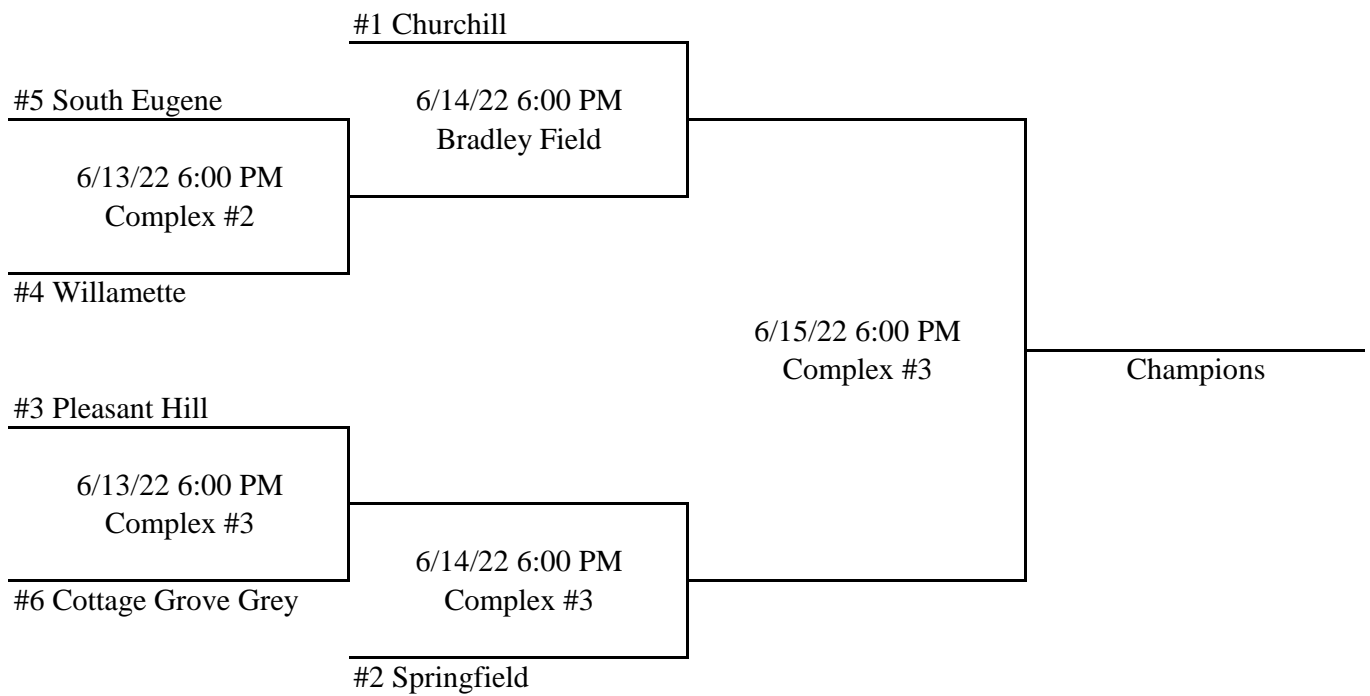 #1 Churchill
#5 South Eugene
6/14/22 6:00 PM
Bradley Field
6/13/22 6:00 PM
Complex #2
#4 Willamette
6/15/22 6:00 PM
Complex #3
Champions
#3 Pleasant Hill
6/13/22 6:00 PM
Complex #3
6/14/22 6:00 PM
Complex #3
#6 Cottage Grove Grey
#2 Springfield